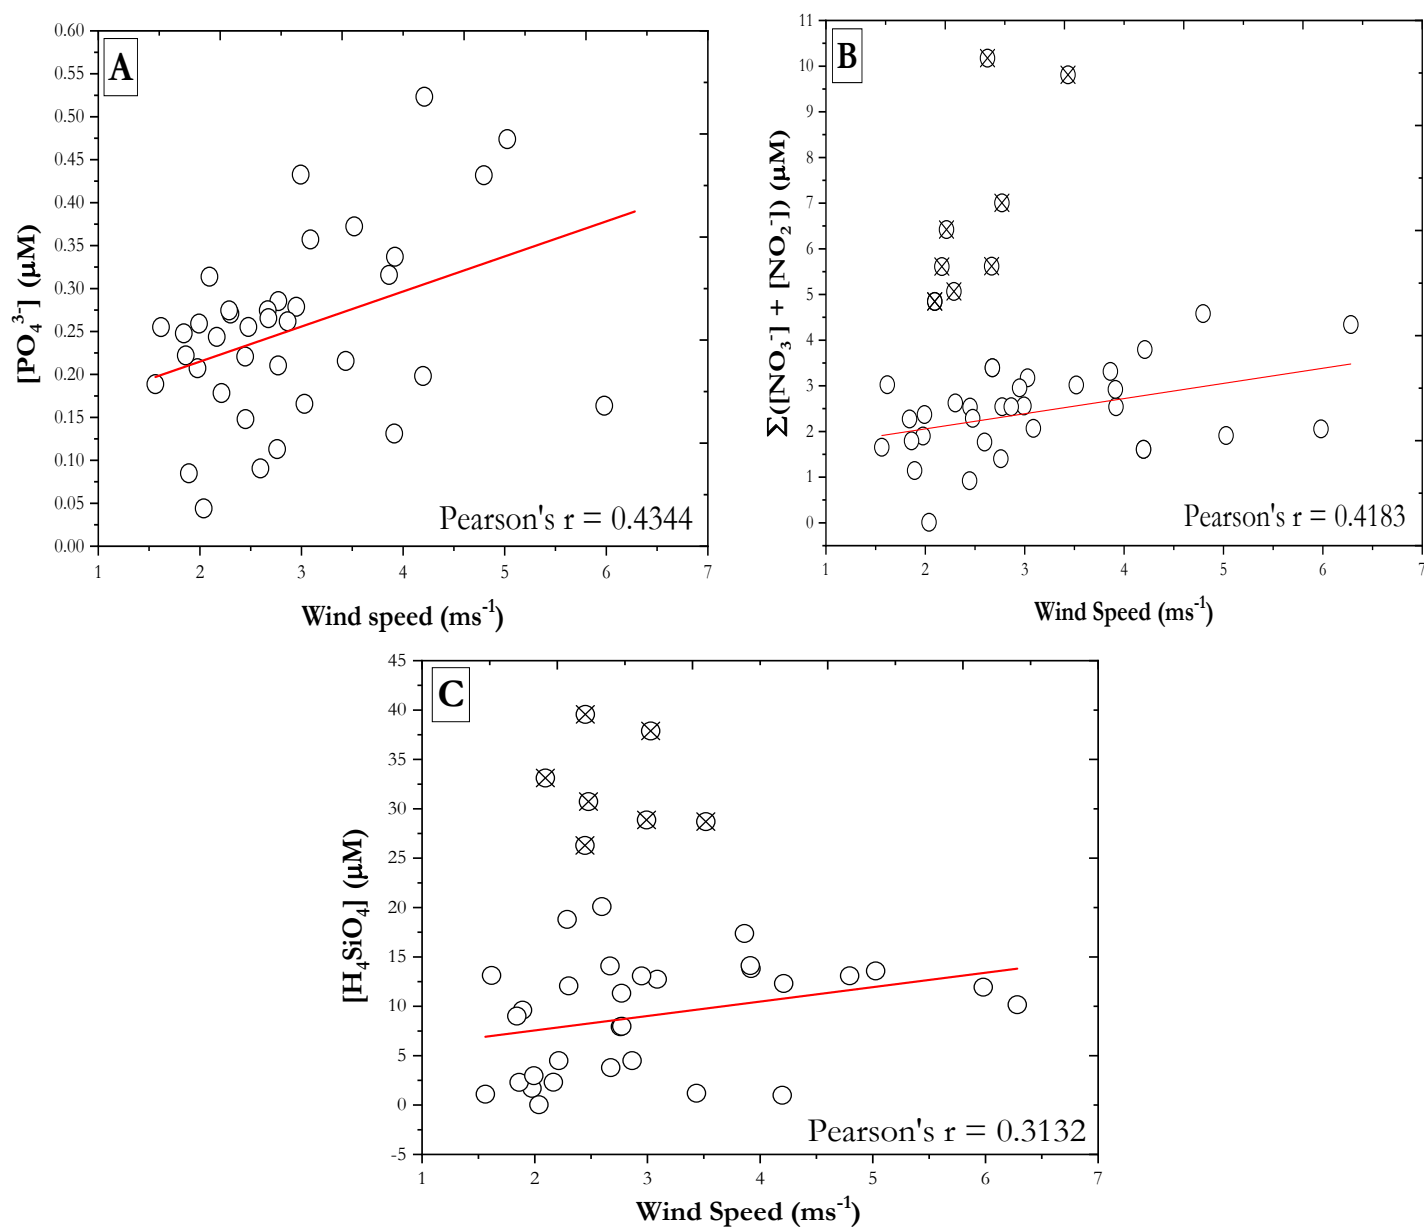 A
[PO₄³⁻] (µM)
0.60
0.55
0.50
0.45
0.40
0.35
0.30
0.25
0.20
0.15
0.10
0.05
0.00
Pearson's r = 0.4344
1 2 3 4 5 6 7
Wind speed (ms⁻¹)
B
Σ([NO₃⁻] + [NO₂⁻]) (µM)
11
10
9
8
7
6
5
4
3
2
1
0
Pearson's r = 0.4183
1 2 3 4 5 6 7
Wind Speed (ms⁻¹)
C
[H₄SiO₄] (µM)
45
40
35
30
25
20
15
10
5
0
-5
Pearson's r = 0.3132
1 2 3 4 5 6 7
Wind Speed (ms⁻¹)